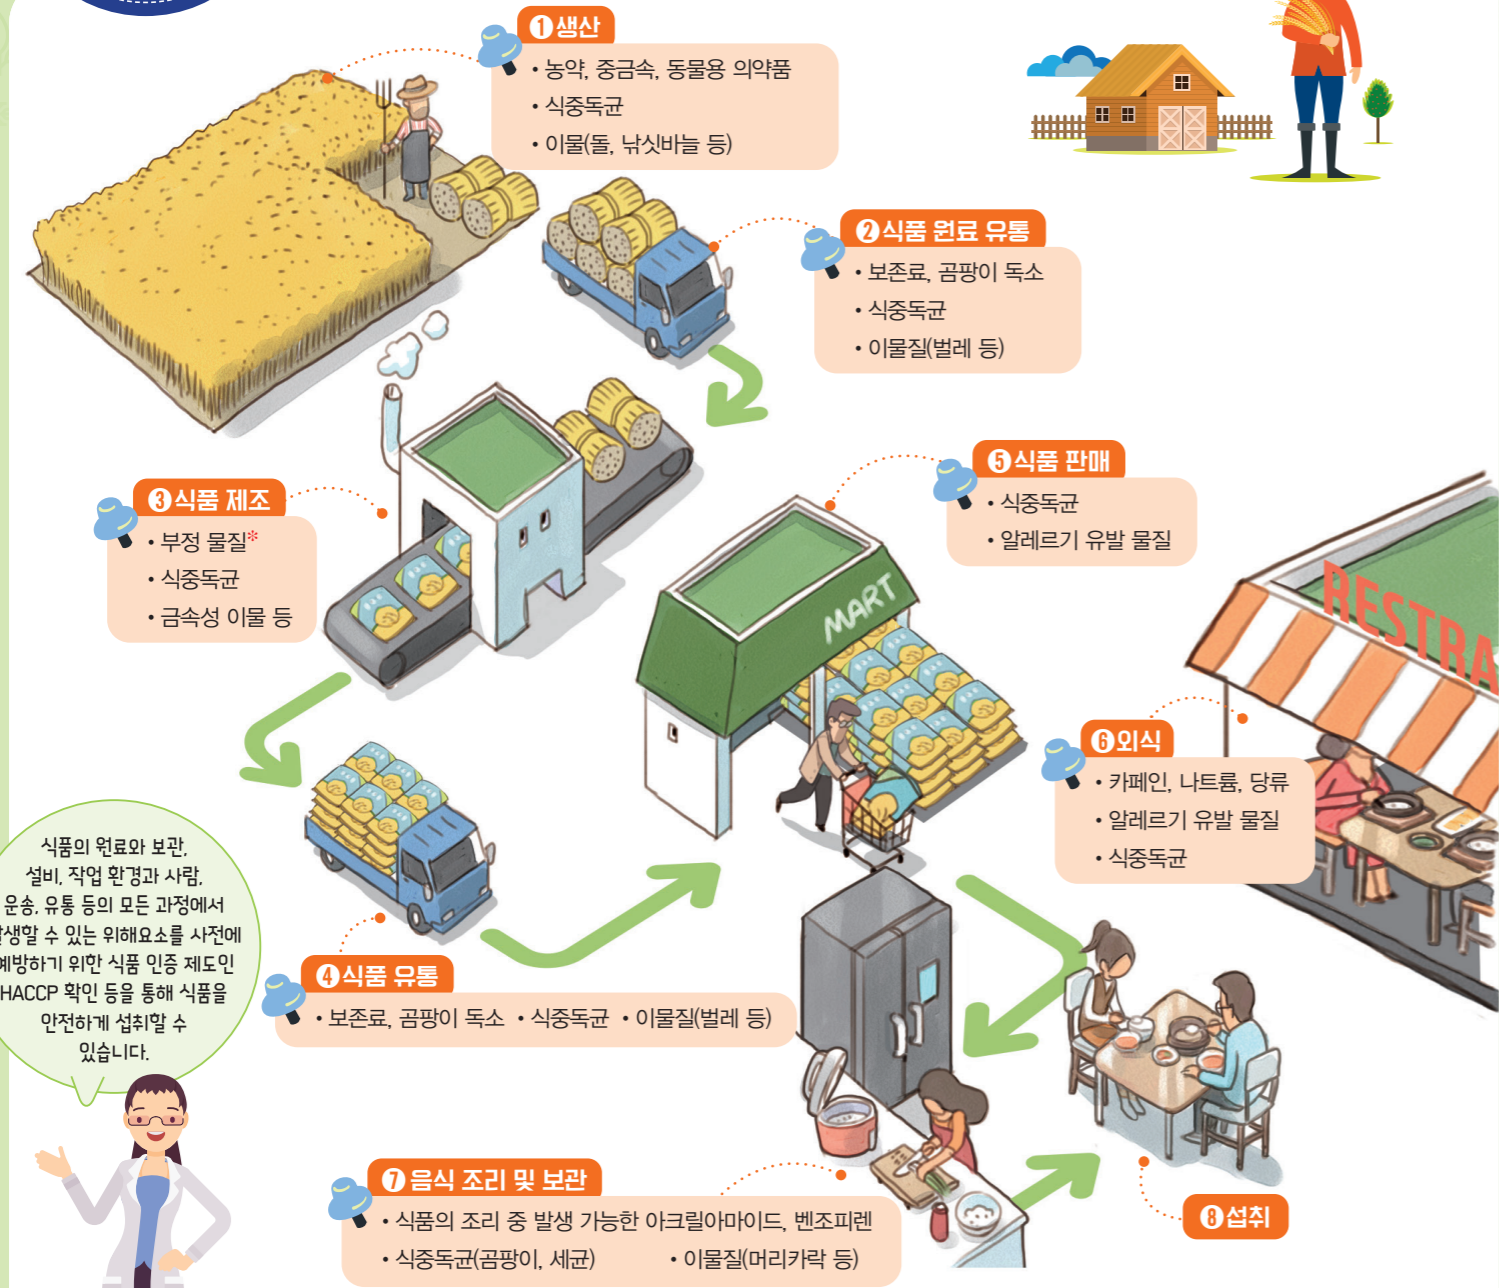 ❶생산
• 농약, 중금속, 동물용 의약품
• 식중독균
• 이물(돌, 낚싯바늘 등)
❷식품 원료 유통
• 보존료, 곰팡이 독소
• 식중독균
• 이물질(벌레 등)
❸식품 제조
• 부정 물질*
• 식중독균
• 금속성 이물 등
❺식품 판매
• 식중독균
• 알레르기 유발 물질
MART
RESTRA
❻외식
• 카페인, 나트륨, 당류
• 알레르기 유발 물질
• 식중독균
식품의 원료와 보관,
설비, 작업 환경과 사람,
운송, 유통 등의 모든 과정에서
발생할 수 있는 위해요소를 사전에
예방하기 위한 식품 인증 제도인
HACCP 확인 등을 통해 식품을
안전하게 섭취할 수
있습니다.
❹식품 유통
• 보존료, 곰팡이 독소 • 식중독균 • 이물질(벌레 등)
❼음식 조리 및 보관
• 식품의 조리 중 발생 가능한 아크릴아마이드, 벤조피렌
• 식중독균(곰팡이, 세균) • 이물질(머리카락 등)
❽섭취